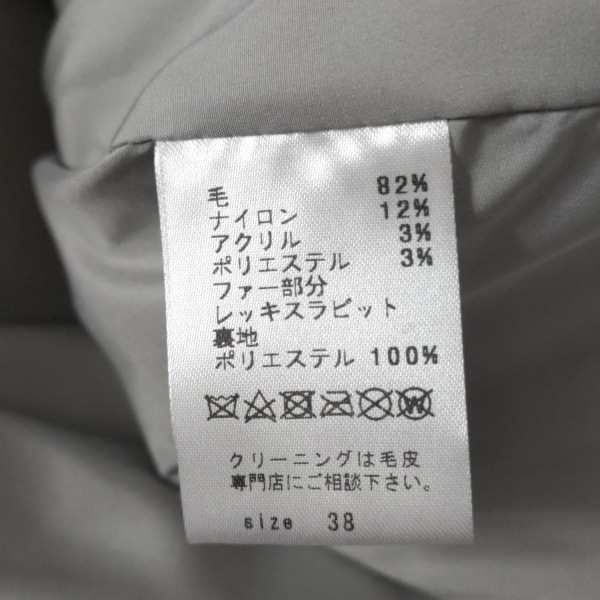 毛 82%
ナイロン 12%
アクリル 3%
ポリエステル 3%
ファー部分
レッキスラビット
裏地
ポリエステル 100%
W
クリーニングは毛皮
専門店にご相談下さい。
size 38